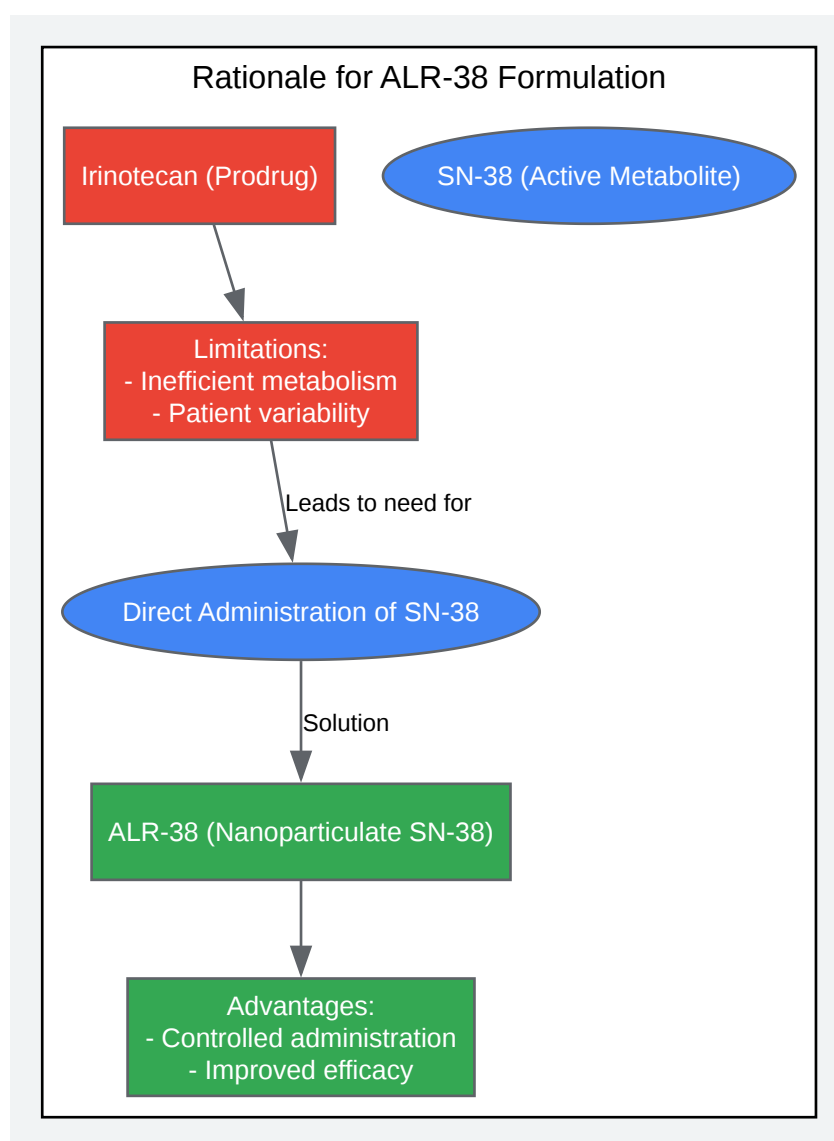 Rationale for ALR-38 Formulation
Irinotecan (Prodrug)
SN-38 (Active Metabolite)
Limitations:
- Inefficient metabolism
- Patient variability
Leads to need for
Direct Administration of SN-38
Solution
ALR-38 (Nanoparticulate SN-38)
Advantages:
- Controlled administration
- Improved efficacy